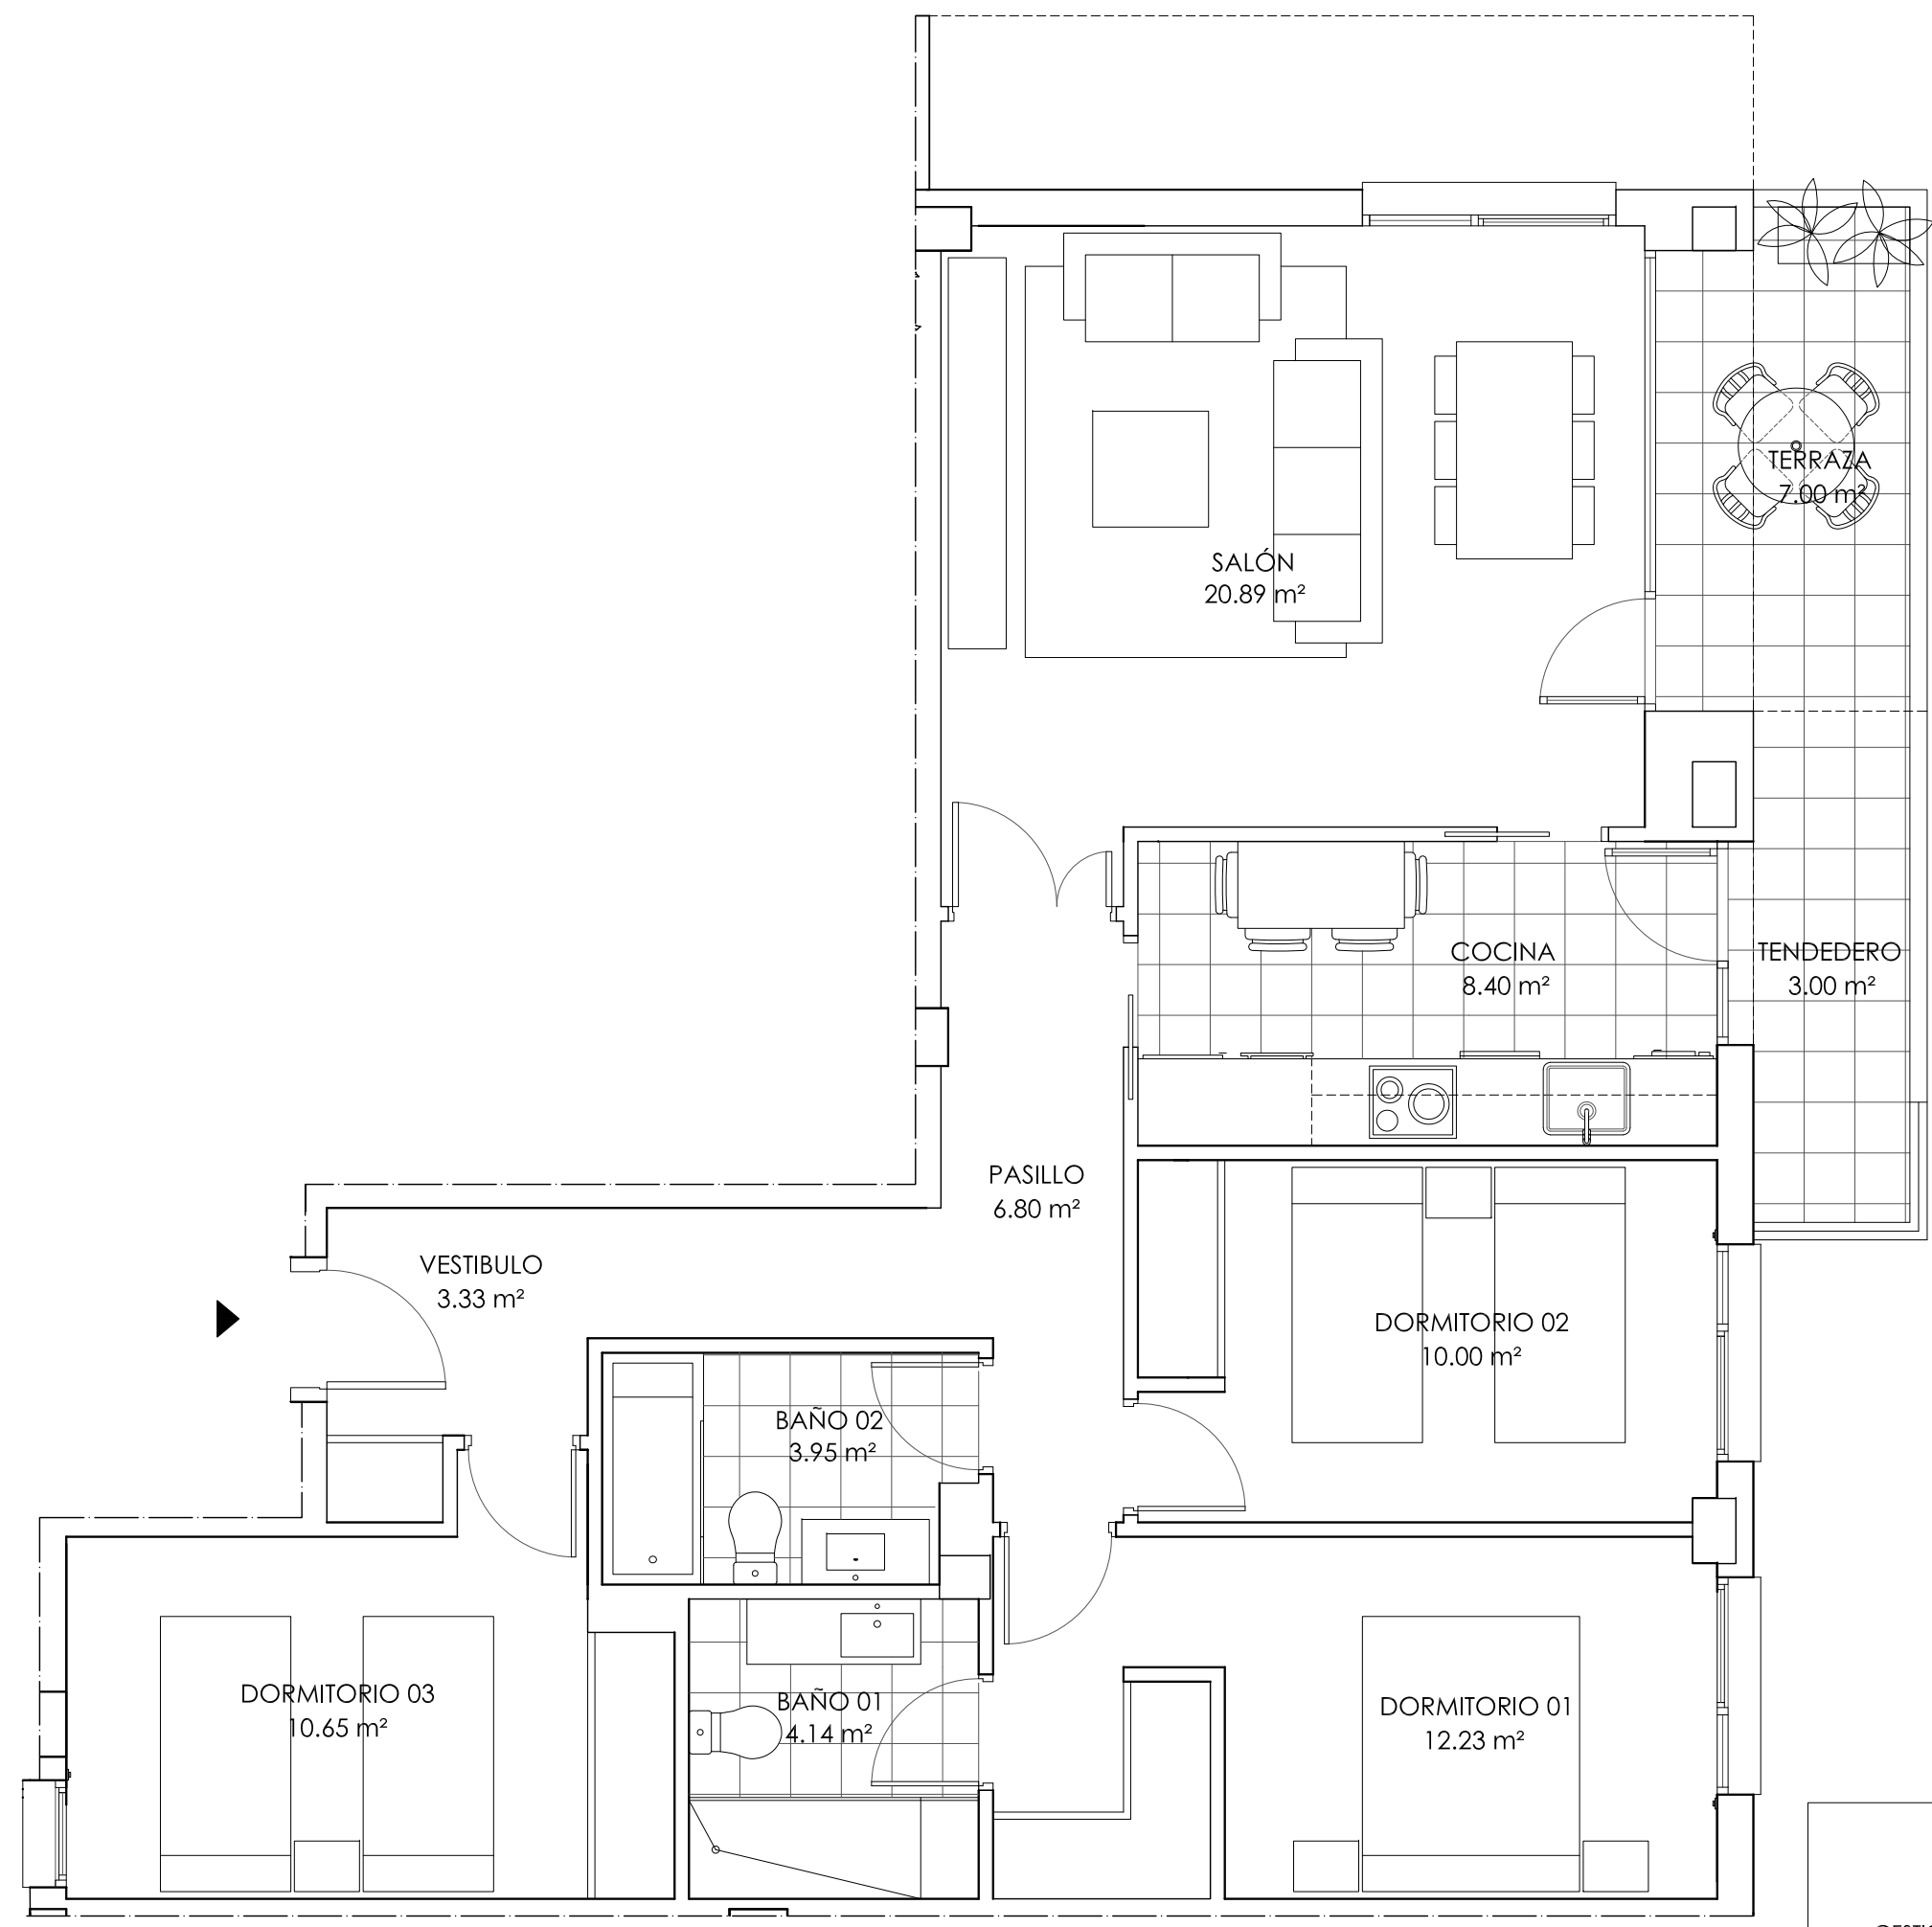 TERRAZA
7.00 m²
SALÓN
20.89 m²
COCINA
8.40 m²
TENDEDERO
3.00 m²
PASILLO
6.80 m²
VESTIBULO
3.33 m²
DORMITORIO 02
10.00 m²
BAÑO 02
3.95 m²
DORMITORIO 03
10.65 m²
BAÑO 01
4.14 m²
DORMITORIO 01
12.23 m²